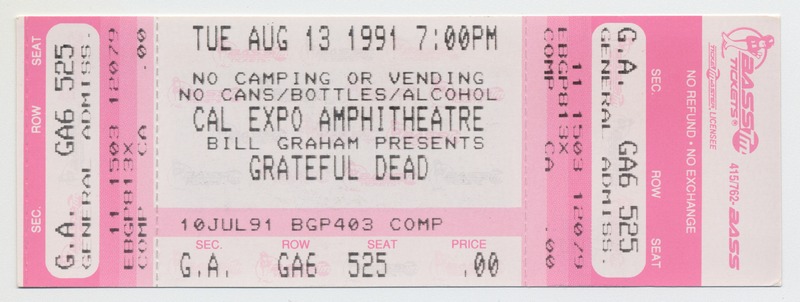 SEC. ROW SEAT
G.A. GA6 525
GENERAL ADMISS.
11 1503 12079
EBGP813X
COMP CA .00
TUE AUG 13 1991 7:00PM
NO CAMPING OR VENDING
NO CANS/BOTTLES/ALCOHOL
CAL EXPO AMPHITHEATRE
BILL GRAHAM PRESENTS
GRATEFUL DEAD
10JUL91 BGP403 COMP
SEC. ROW SEAT PRICE
G.A. GA6 525 .00
COMP CA .00
EBGP813X
11 1503 12079
GENERAL ADMISS.
G.A. GA6 525
SEC. ROW SEAT
NO REFUND • NO EXCHANGE
TICKETMASTER LICENSEE
BASS TM
TICKETS®
415/762-BASS